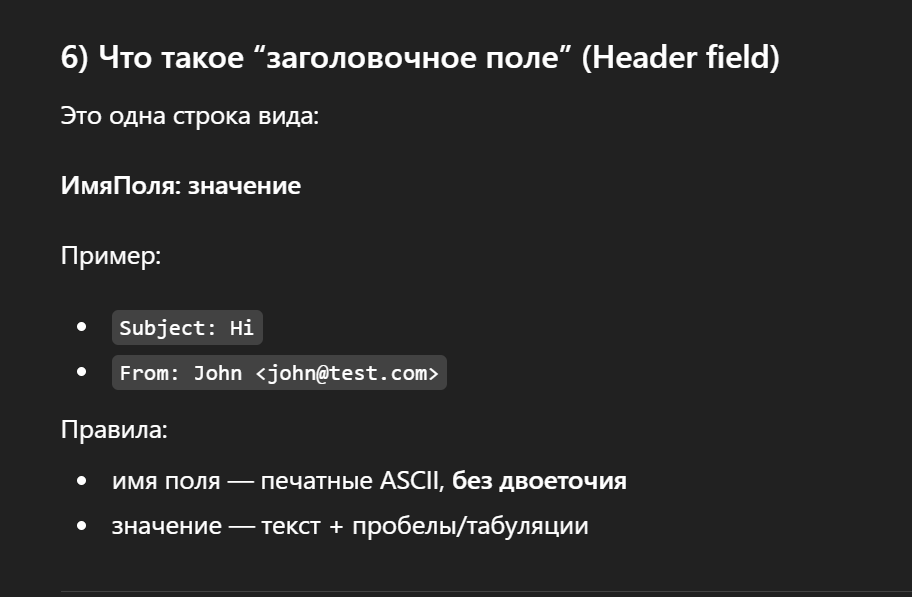 6) Что такое “заголовочное поле” (Header field)
Это одна строка вида:
ИмяПоля: значение
Пример:
• Subject: Hi
• From: John <john@test.com>
Правила:
• имя поля — печатные ASCII, без двоеточия
• значение — текст + пробелы/табуляции